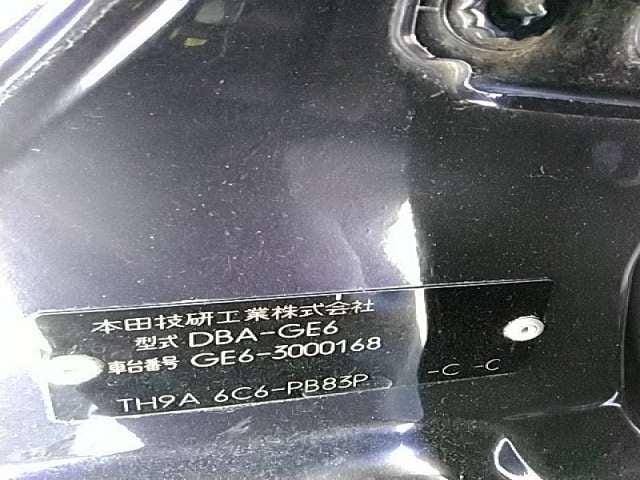 本田技研工業株式会社
型式 DBA-GE6
車台番号 GE6-3000168
TH9A 6C6-PB83P -C -C